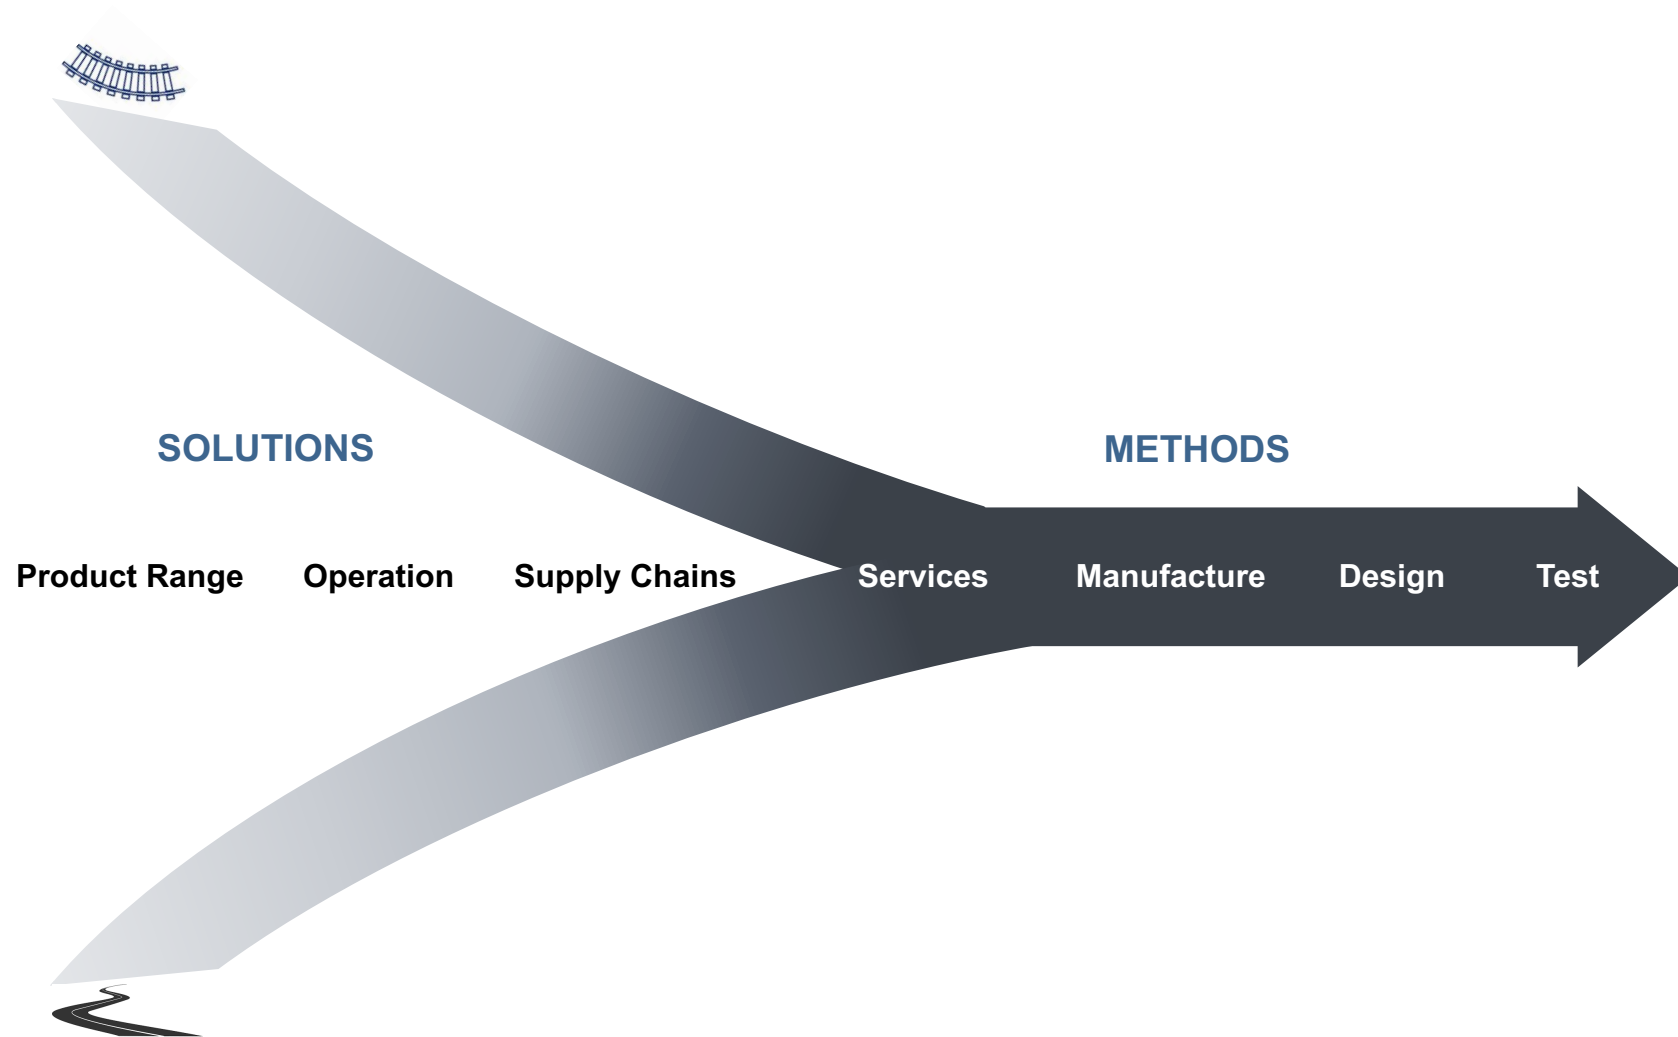 SOLUTIONS
METHODS
Product Range Operation Supply Chains Services Manufacture Design Test